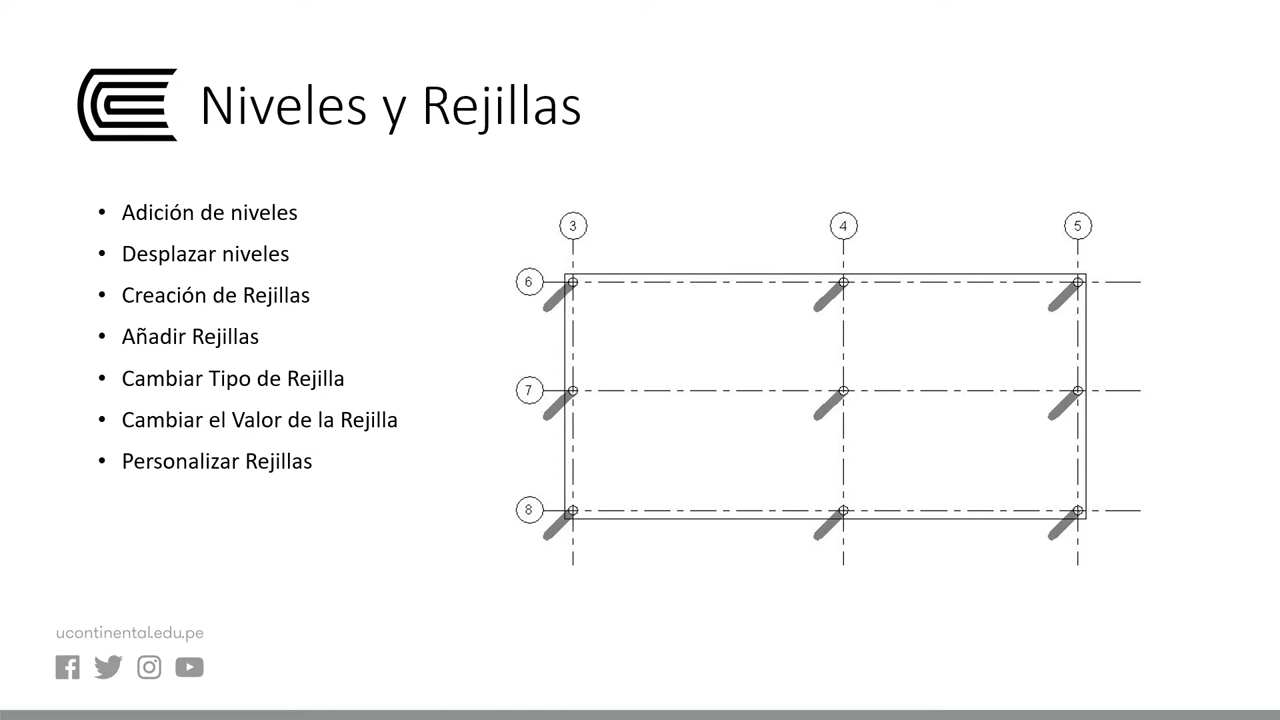 Niveles y Rejillas
• Adición de niveles
• Desplazar niveles
• Creación de Rejillas
• Añadir Rejillas
• Cambiar Tipo de Rejilla
• Cambiar el Valor de la Rejilla
• Personalizar Rejillas
3 4 5
6
7
8
ucontinental.edu.pe